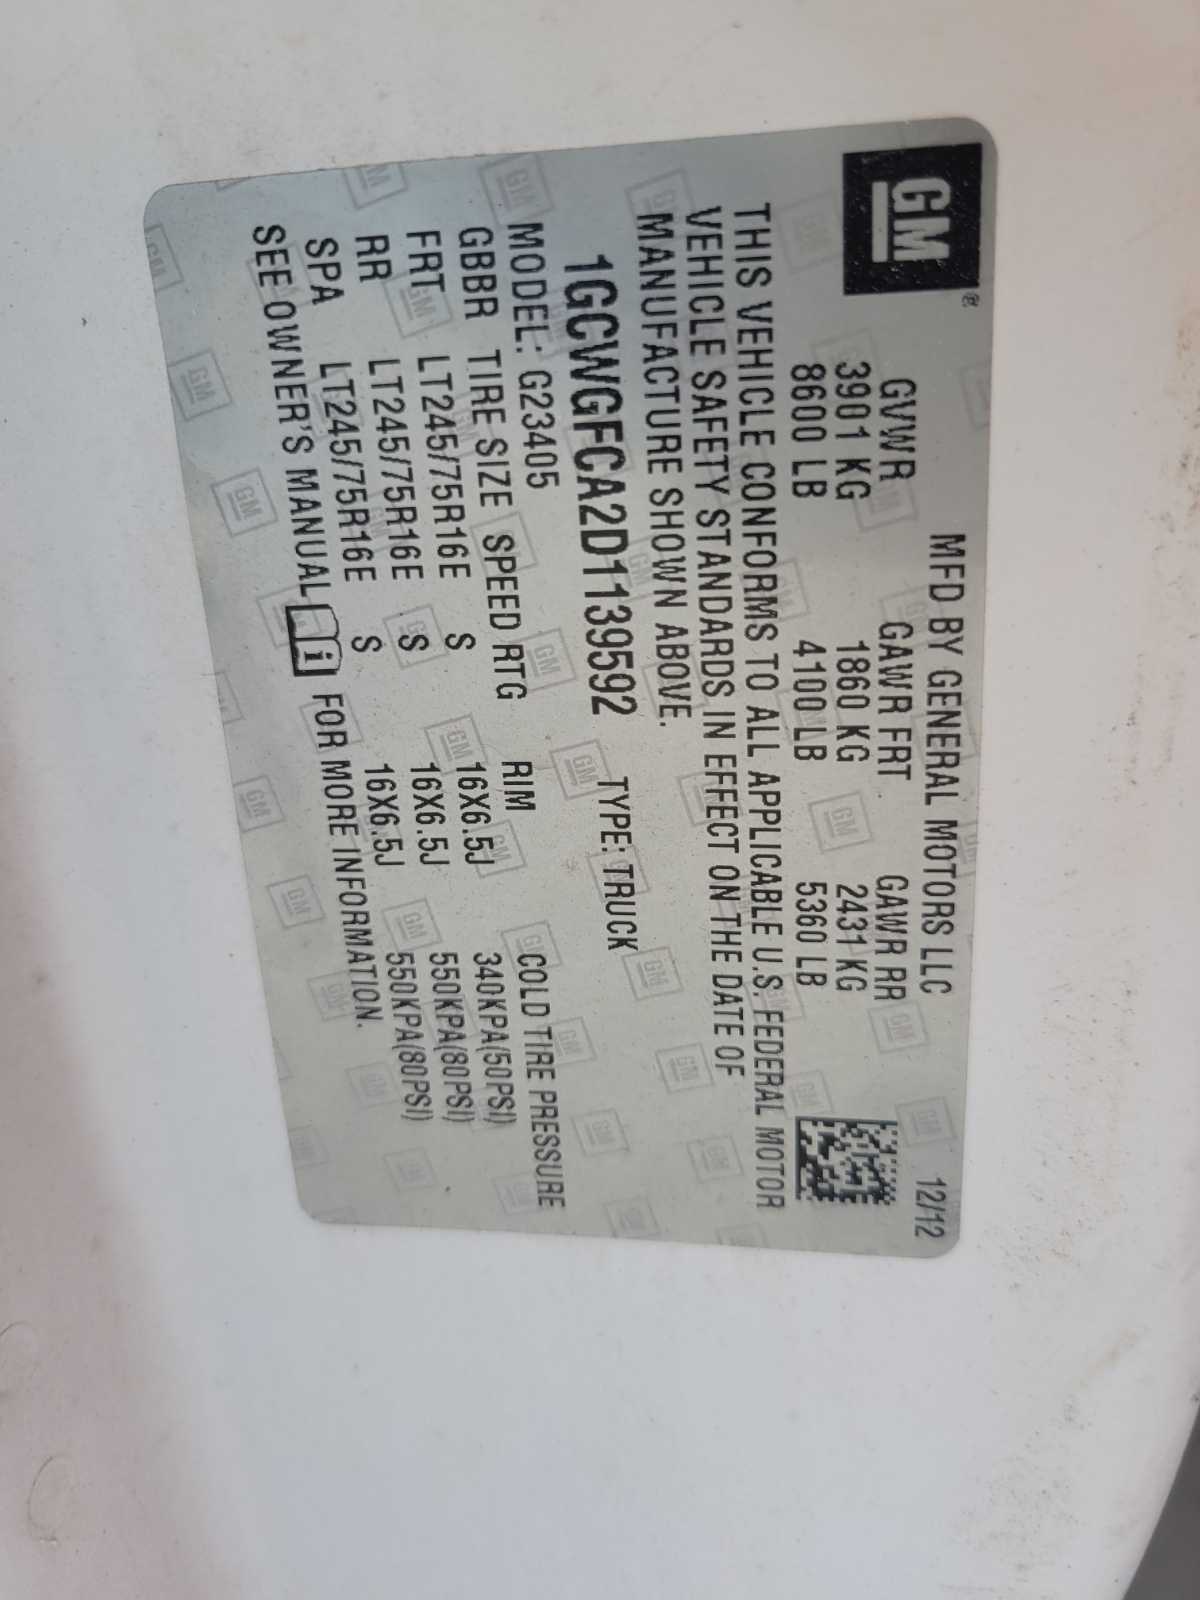 GM®
MFD BY GENERAL MOTORS LLC 12/12
GVWR GAWR FRT GAWR RR
3901 KG 1860 KG 2431 KG
8600 LB 4100 LB 5360 LB
THIS VEHICLE CONFORMS TO ALL APPLICABLE U.S. FEDERAL MOTOR
VEHICLE SAFETY STANDARDS IN EFFECT ON THE DATE OF
MANUFACTURE SHOWN ABOVE.
1GCWGFCA2D1139592 TYPE: TRUCK
MODEL: G23405
GBBR TIRE SIZE SPEED RTG RIM COLD TIRE PRESSURE
FRT LT245/75R16E S 16X6.5J 340KPA(50PSI)
RR LT245/75R16E S 16X6.5J 550KPA(80PSI)
SPA LT245/75R16E S 16X6.5J 550KPA(80PSI)
SEE OWNER'S MANUAL i FOR MORE INFORMATION.